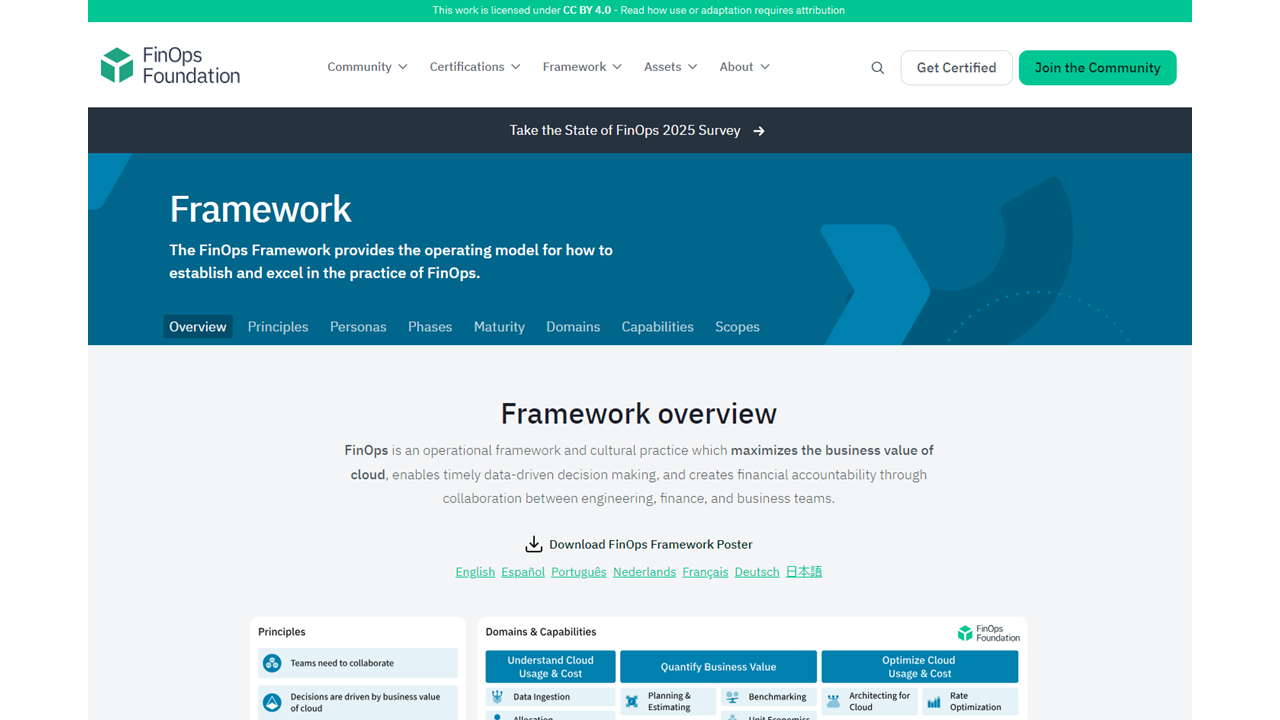 This work is licensed under CC BY 4.0 - Read how use or adaptation requires attribution
FinOps
Foundation
Community
Certifications
Framework
Assets
About
Get Certified
Join the Community
Take the State of FinOps 2025 Survey
Framework
The FinOps Framework provides the operating model for how to
establish and excel in the practice of FinOps.
Overview
Principles
Personas
Phases
Maturity
Domains
Capabilities
Scopes
Framework overview
FinOps is an operational framework and cultural practice which maximizes the business value of
cloud, enables timely data-driven decision making, and creates financial accountability through
collaboration between engineering, finance, and business teams.
Download FinOps Framework Poster
English Español Português Nederlands Français Deutsch 日本語
Principles
Teams need to collaborate
Decisions are driven by business value
of cloud
Domains & Capabilities
FinOps
Foundation
Understand Cloud
Usage & Cost
Quantify Business Value
Optimize Cloud
Usage & Cost
Data Ingestion
Planning &
Estimating
Benchmarking
Architecting for
Cloud
Rate
Optimization
Allocation
Unit Economics